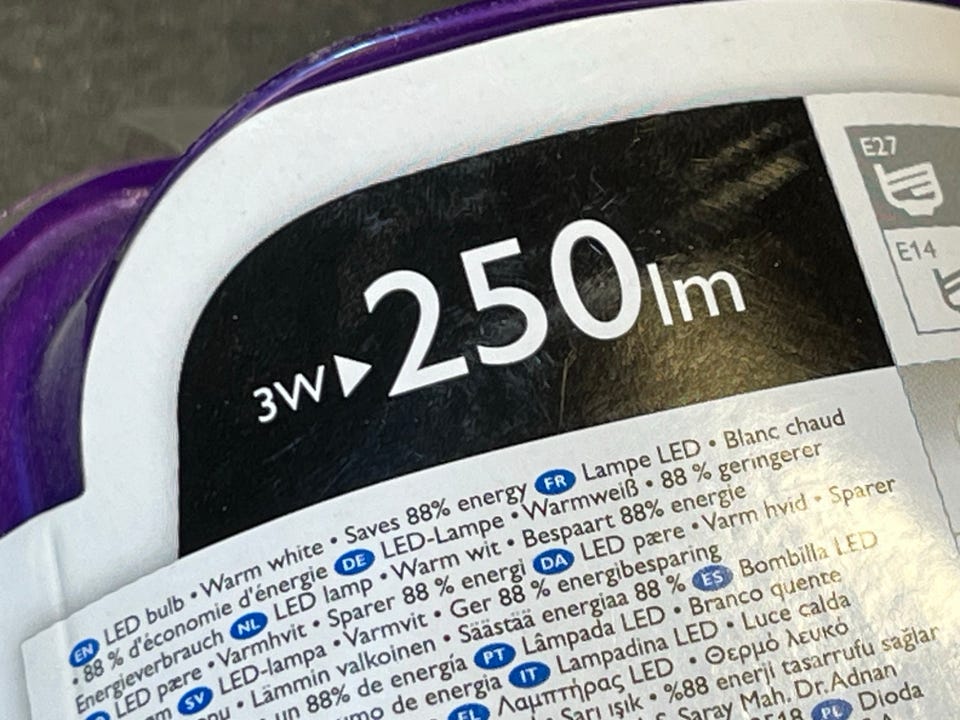 E27
E14
3W ▶ 250lm
EN LED bulb • Warm white • Saves 88% energy FR Lampe LED • Blanc chaud
• 88 % d'économie d'énergie DE LED-Lampe • Warmweiß • 88 % geringerer
Energieverbrauch NL LED lamp • Warm wit • Bespaart 88% energie
LED pære • Varmhvit • Sparer 88 % energi DA LED pære • Varm hvid • Sparer
SV LED-lampa • Varmvit • Ger 88 % energibesparing
Lämmin valkoinen • Säästää energiaa 88 % ES Bombilla LED
un 88% de energía PT Lâmpada LED • Branco quente
de energia IT Lampadina LED • Luce calda
EL Λαμπτήρας LED • Θερμό λευκό
Sarı ışık • %88 enerji tasarrufu sağlar
Saray Mah. Dr.Adnan
PL Dioda